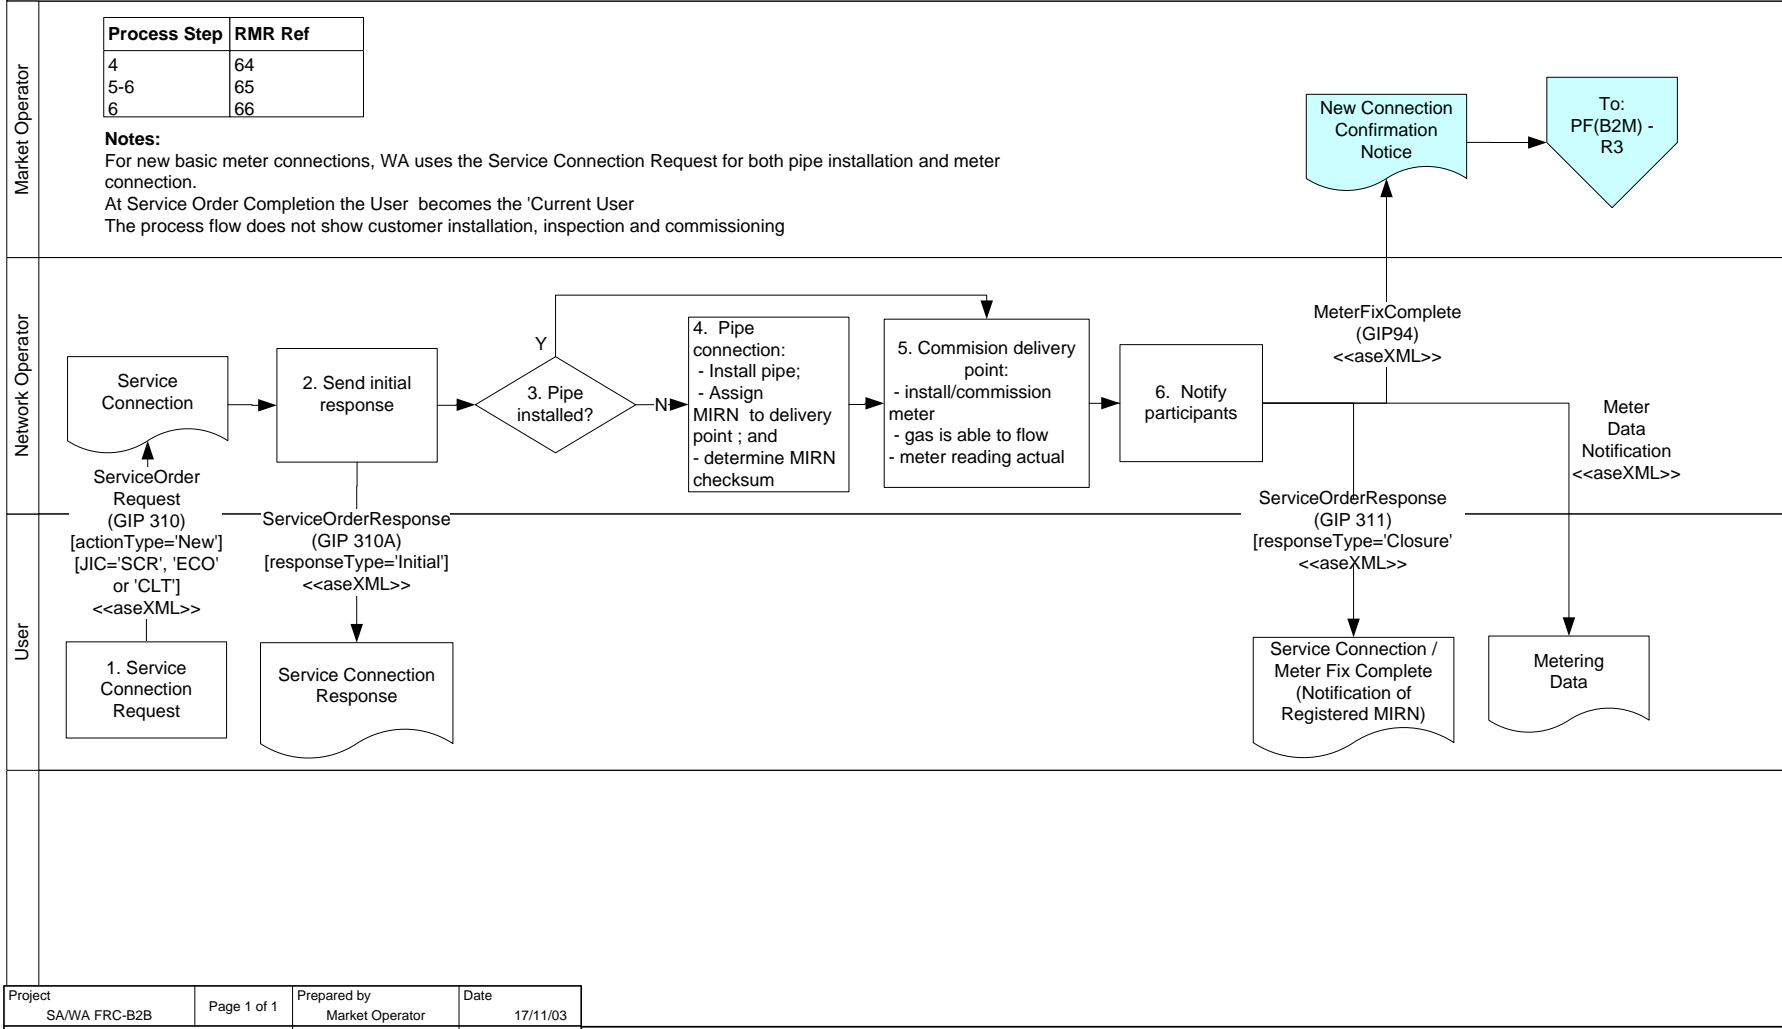 Market Operator
Process Step RMR Ref
4 64
5-6 65
6 66
Notes:
For new basic meter connections, WA uses the Service Connection Request for both pipe installation and meter
connection.
At Service Order Completion the User becomes the 'Current User
The process flow does not show customer installation, inspection and commissioning
New Connection
Confirmation
Notice
To:
PF(B2M) -
R3
Network Operator
Service
Connection
2. Send initial
response
3. Pipe
installed?
Y
N
4. Pipe
connection:
- Install pipe;
- Assign
MIRN to delivery
point ; and
- determine MIRN
checksum
5. Commision delivery
point:
- install/commission
meter
- gas is able to flow
- meter reading actual
6. Notify
participants
MeterFixComplete
(GIP94)
<<aseXML>>
Meter
Data
Notification
<<aseXML>>
ServiceOrder
Request
(GIP 310)
[actionType='New']
[JIC='SCR', 'ECO'
or 'CLT']
<<aseXML>>
ServiceOrderResponse
(GIP 310A)
[responseType='Initial']
<<aseXML>>
ServiceOrderResponse
(GIP 311)
[responseType='Closure'
<<aseXML>>
User
1. Service
Connection
Request
Service Connection
Response
Service Connection /
Meter Fix Complete
(Notification of
Registered MIRN)
Metering
Data
Project
SA/WA FRC-B2B
Page 1 of 1
Prepared by
Market Operator
Date
17/11/03